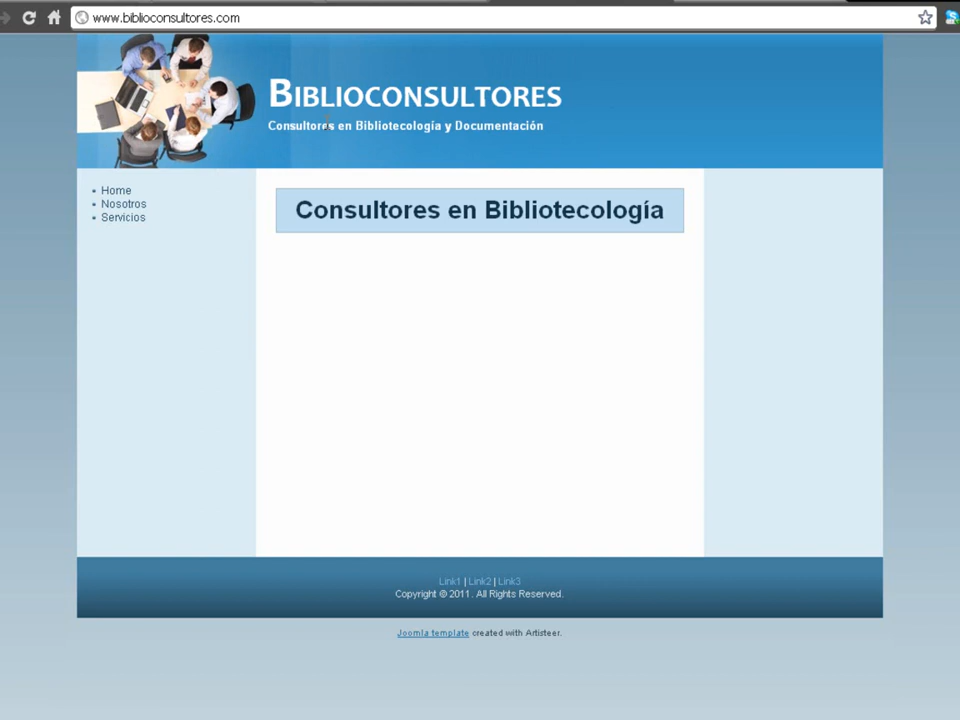 www.biblioconsultores.com
BIBLIOCONSULTORES
Consultores en Bibliotecología y Documentación
Home
Nosotros
Servicios
Consultores en Bibliotecología
Link1 | Link2 | Link3
Copyright © 2011. All Rights Reserved.
Joomla template created with Artisteer.